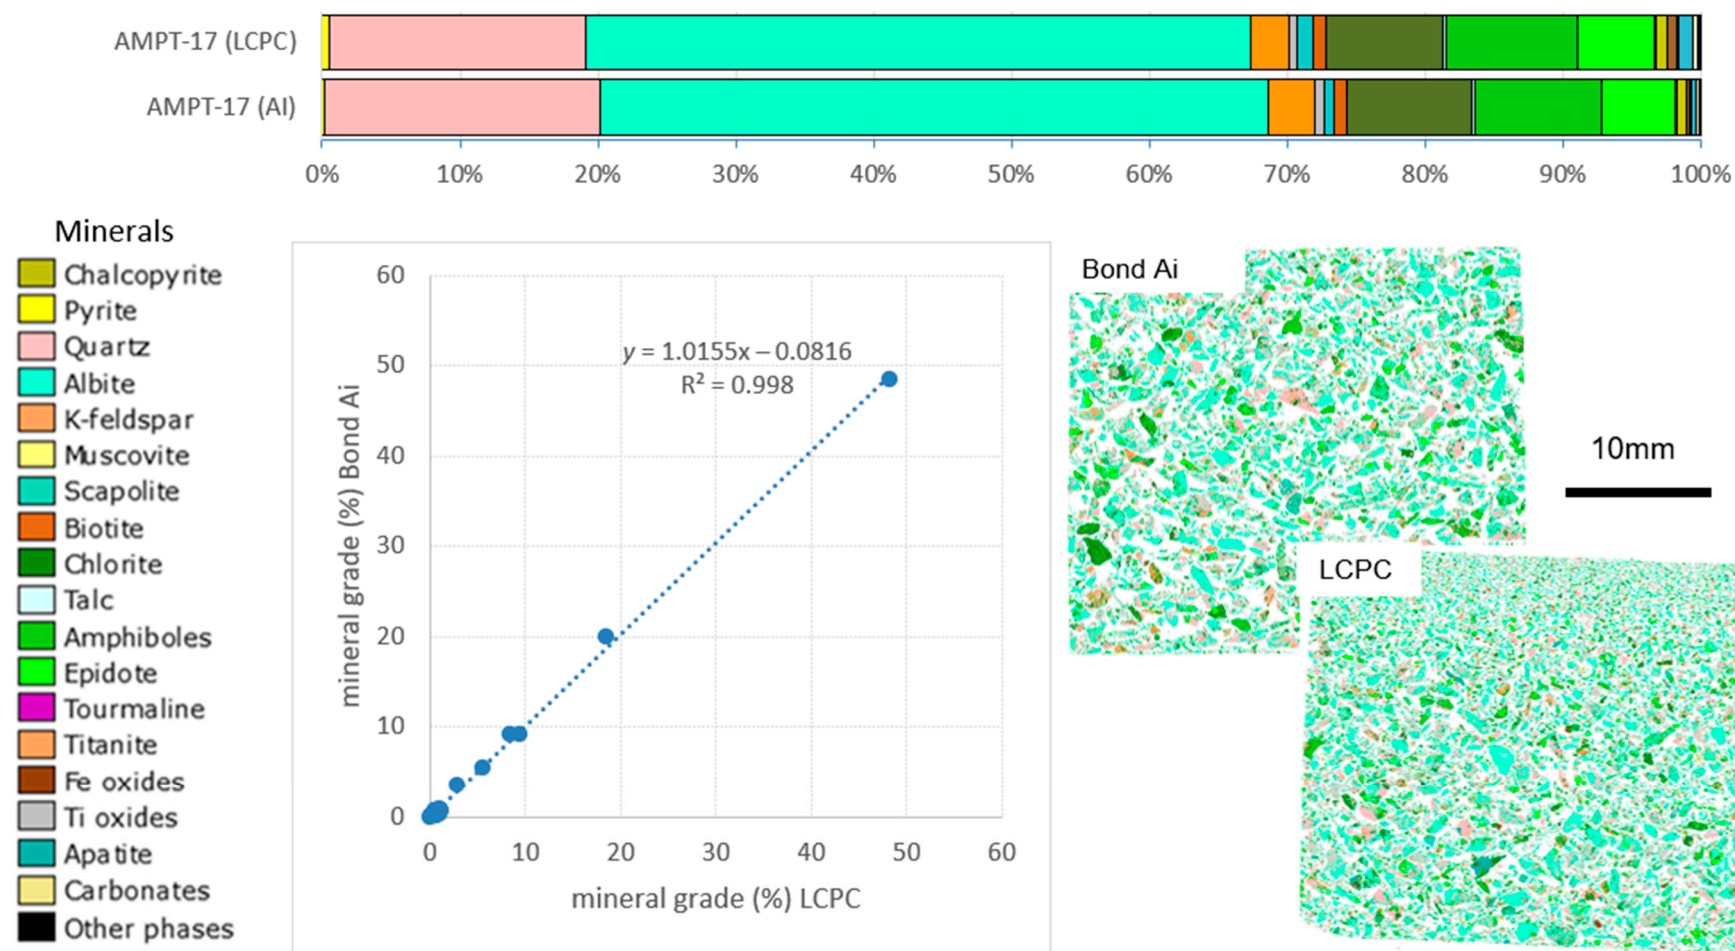 AMPT-17 (LCPC)
AMPT-17 (AI)
0% 10% 20% 30% 40% 50% 60% 70% 80% 90% 100%
Minerals
Chalcopyrite
Pyrite
Quartz
Albite
K-feldspar
Muscovite
Scapolite
Biotite
Chlorite
Talc
Amphiboles
Epidote
Tourmaline
Titanite
Fe oxides
Ti oxides
Apatite
Carbonates
Other phases
mineral grade (%) Bond Ai
60
50
40
30
20
10
0
y = 1.0155x – 0.0816
R² = 0.998
0 10 20 30 40 50 60
mineral grade (%) LCPC
Bond Ai
10mm
LCPC